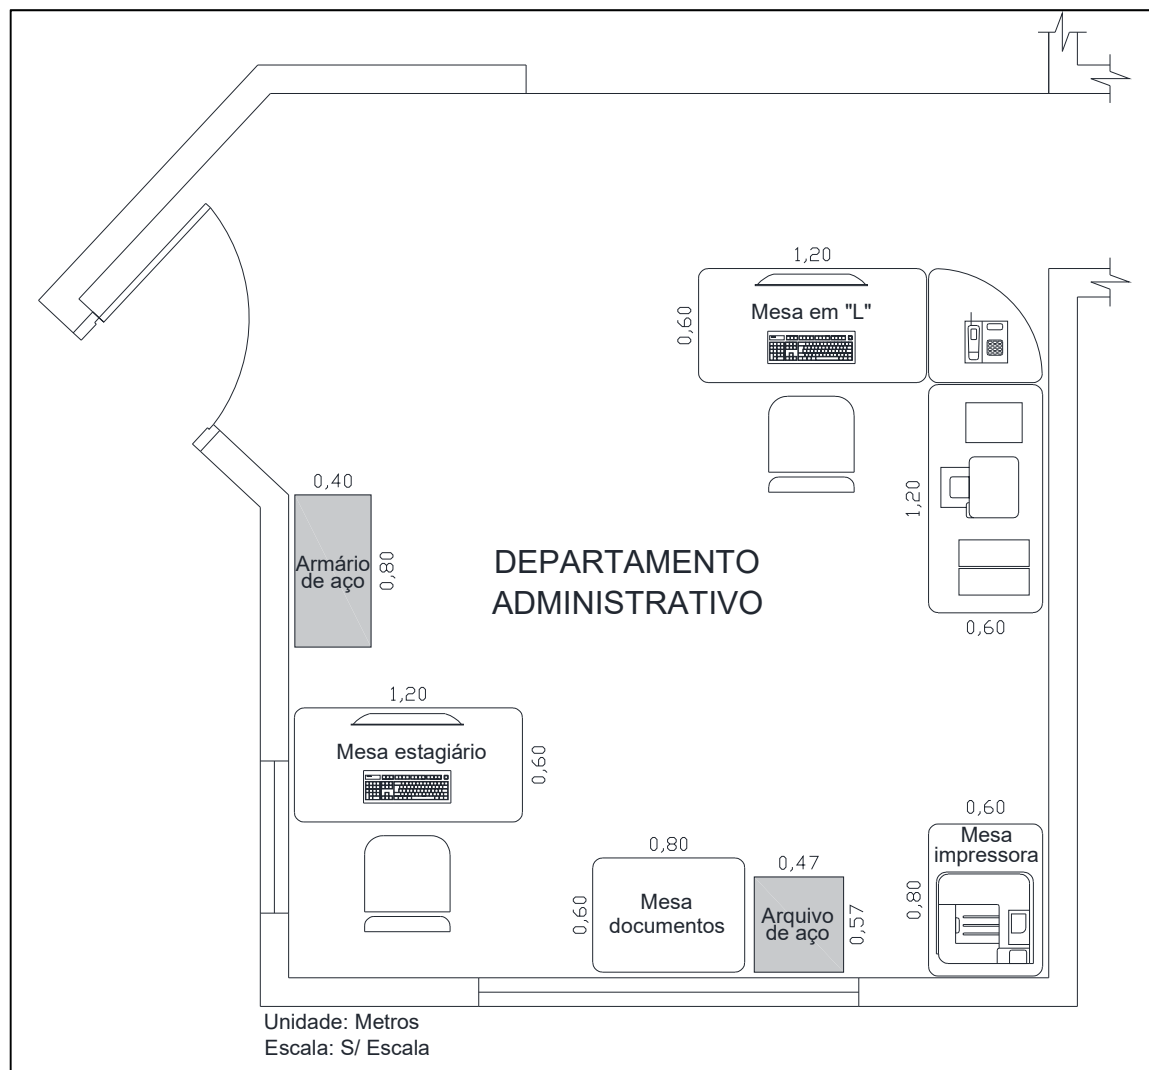 1,20
0,60
Mesa em "L"
0,40
1,20
Armário
de aço
0,80
DEPARTAMENTO
ADMINISTRATIVO
0,60
1,20
Mesa estagiário
0,60
0,60
Mesa
impressora
0,80
0,80
0,47
0,60
Mesa
documentos
Arquivo
de aço
0,57
Unidade: Metros
Escala: S/ Escala